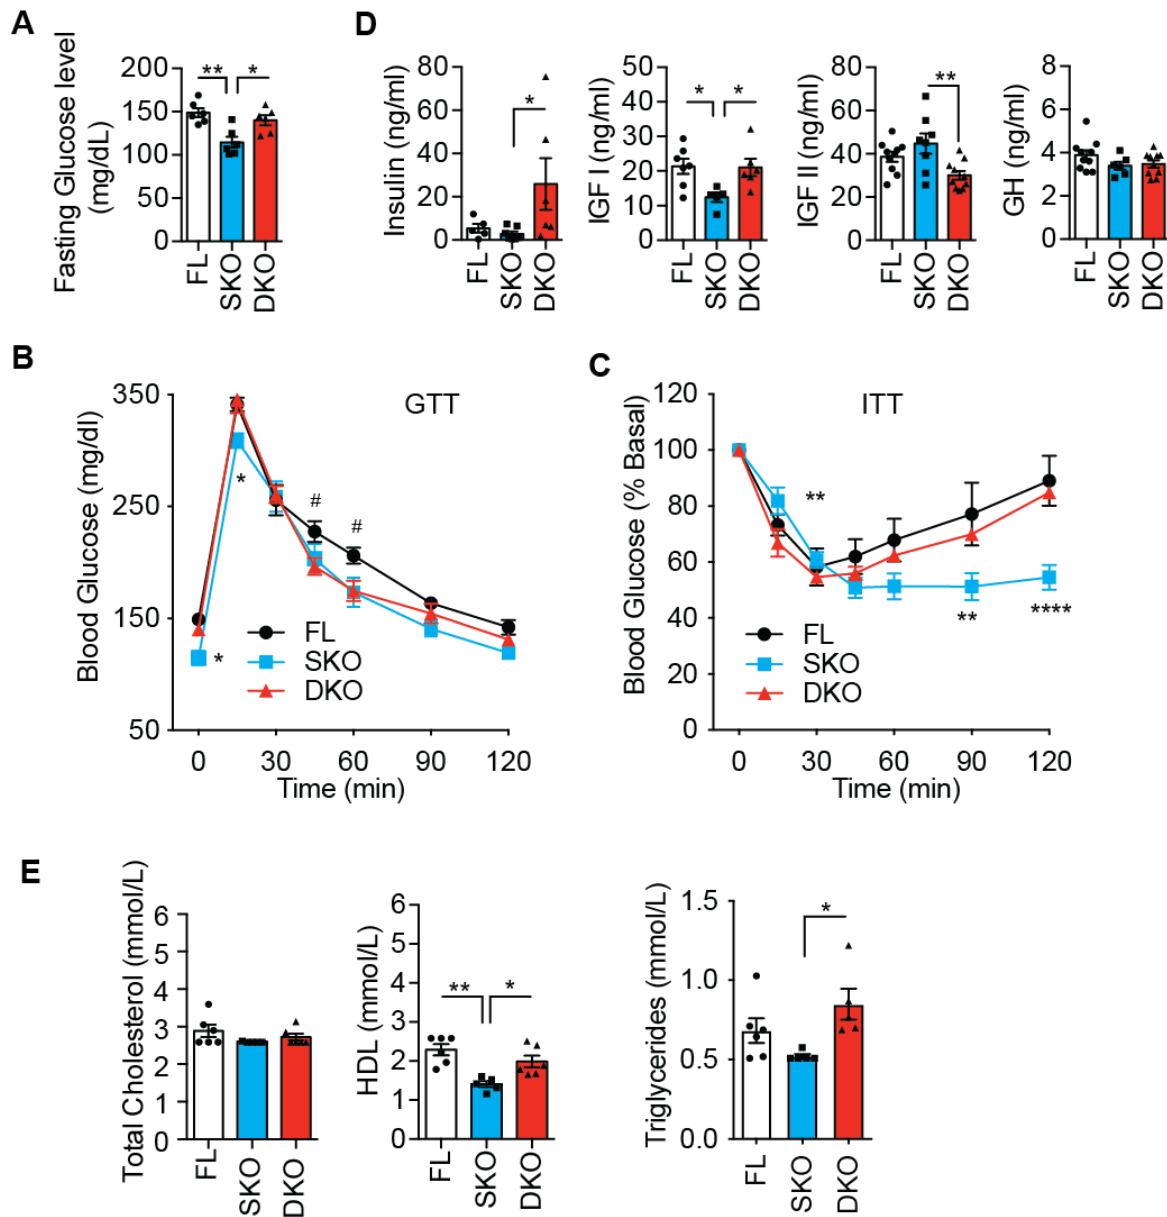 A
Fasting Glucose level
(mg/dL)
200
150
100
50
0
**
*
FL
SKO
DKO
D
Insulin (ng/ml)
80
60
40
20
0
*
FL
SKO
DKO
IGF I (ng/ml)
50
40
30
20
10
0
*
*
FL
SKO
DKO
IGF II (ng/ml)
80
60
40
20
0
**
FL
SKO
DKO
GH (ng/ml)
8
6
4
2
0
FL
SKO
DKO
B
Blood Glucose (mg/dl)
350
250
150
50
GTT
*
#
#
*
FL
SKO
DKO
0 30 60 90 120
Time (min)
C
Blood Glucose (% Basal)
120
100
80
60
40
20
0
ITT
**
**
****
FL
SKO
DKO
0 30 60 90 120
Time (min)
E
Total Cholesterol (mmol/L)
6
5
4
3
2
1
0
FL
SKO
DKO
HDL (mmol/L)
6
5
4
3
2
1
0
**
*
FL
SKO
DKO
Triglycerides (mmol/L)
1.5
1.0
0.5
0.0
*
FL
SKO
DKO